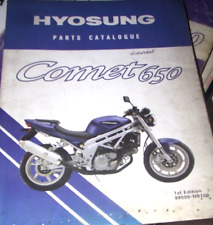 HYOSUNG
PARTS CATALOGUE
Comet 650
1st Edition